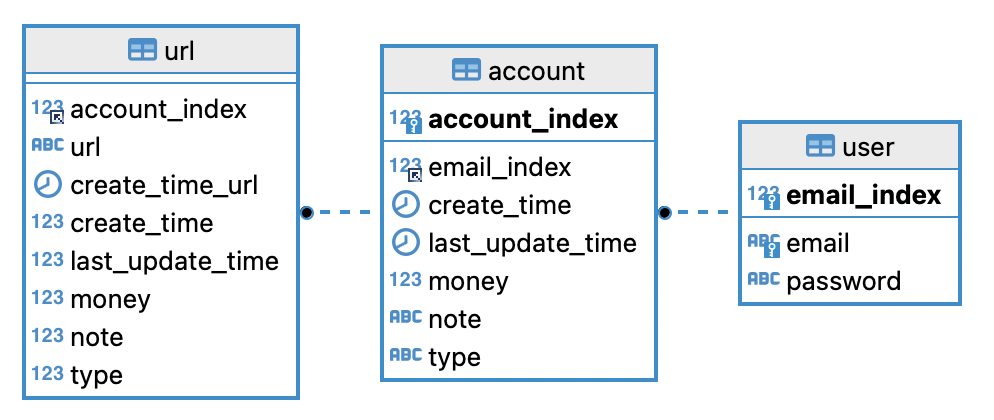 url
123 account_index
ABC url
create_time_url
123 create_time
123 last_update_time
123 money
123 note
123 type
account
123 account_index
123 email_index
create_time
last_update_time
123 money
ABC note
ABC type
user
123 email_index
ABC email
ABC password